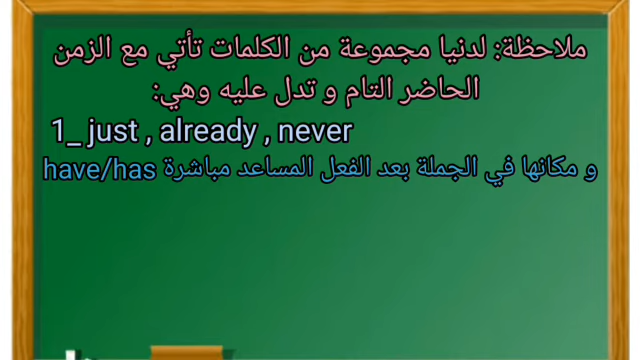 ملاحظة: لدنيا مجموعة من الكلمات تأتي مع الزمن
الحاضر التام و تدل عليه وهي:
1_ just , already , never
و مكانها في الجملة بعد الفعل المساعد مباشرة have/has